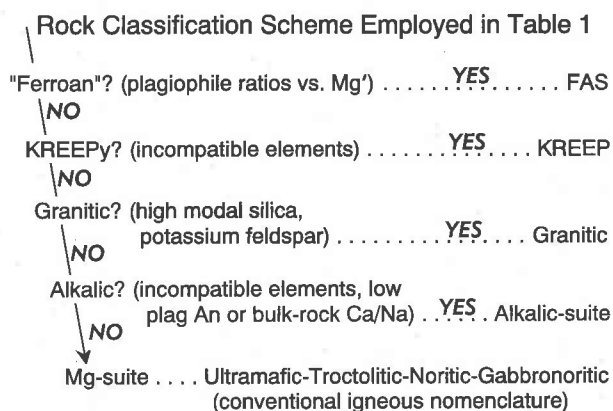 Rock Classification Scheme Employed in Table 1
"Ferroan"? (plagiophile ratios vs. Mg′) . . . . . . YES . . . . . . . FAS
NO
KREEPy? (incompatible elements) . . . . . . . YES . . . . . KREEP
NO
Granitic? (high modal silica,
potassium feldspar) . . . . . . . . . YES . . . . Granitic
NO
Alkalic? (incompatible elements, low
plag An or bulk-rock Ca/Na) . . YES . Alkalic-suite
NO
Mg-suite . . . . Ultramafic-Troctolitic-Noritic-Gabbronoritic
(conventional igneous nomenclature)